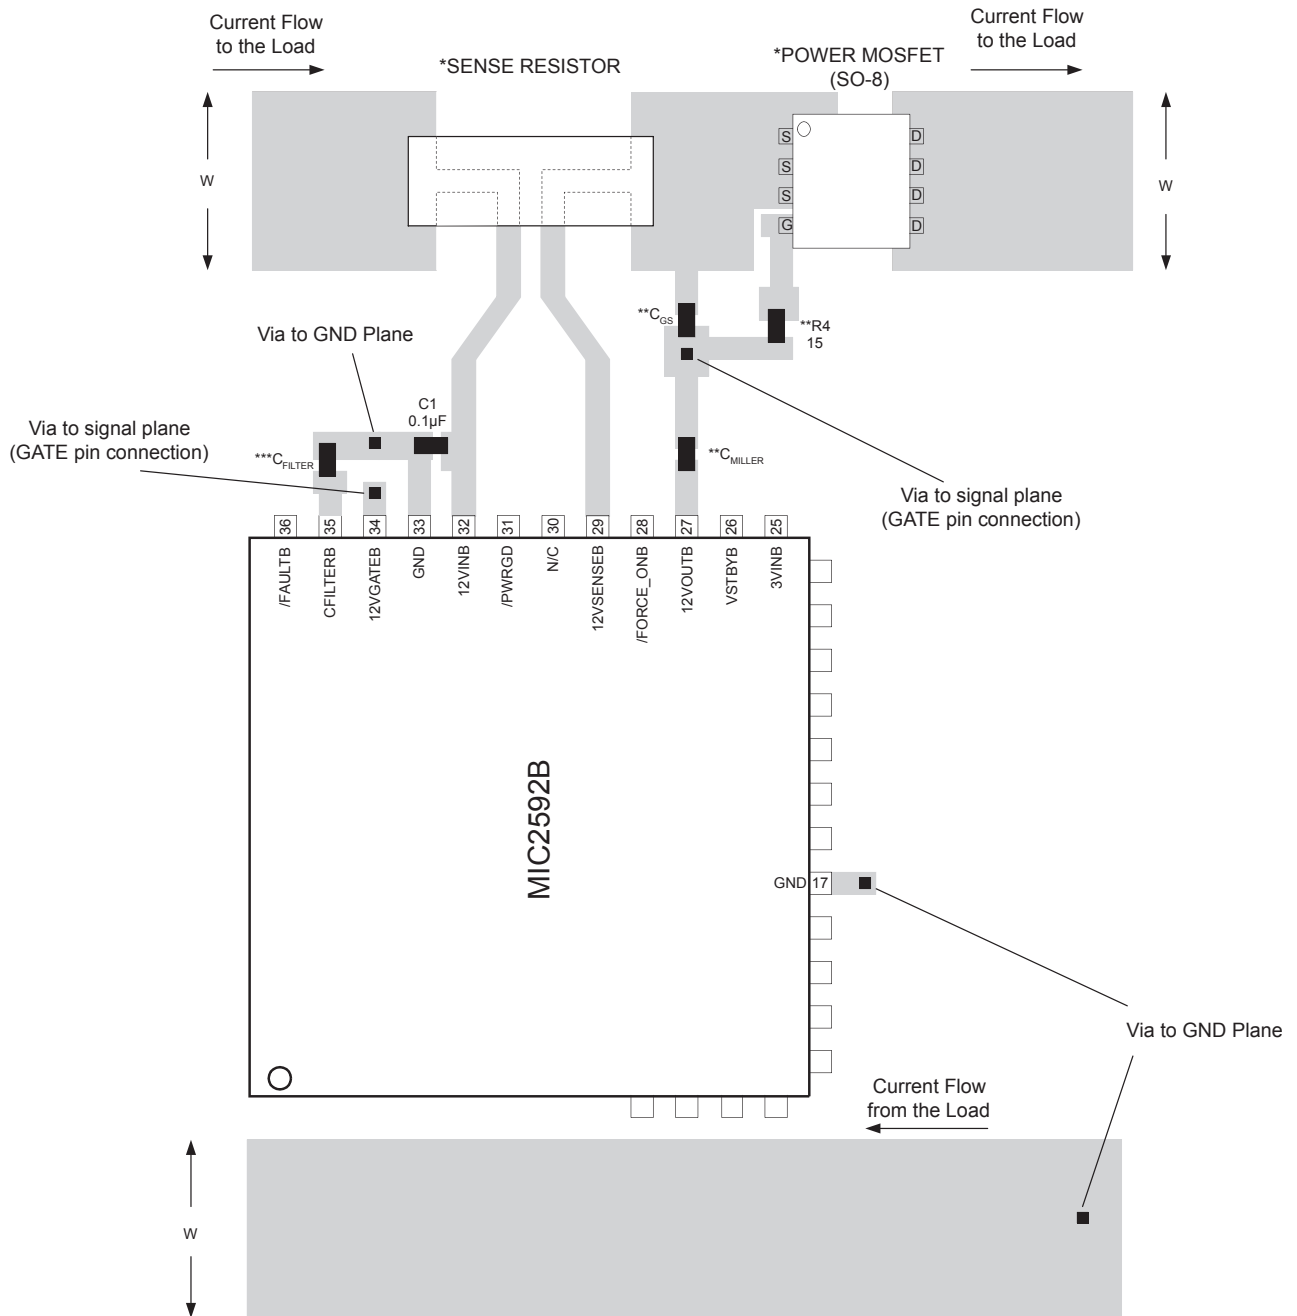 Current Flow
to the Load
*SENSE RESISTOR
*POWER MOSFET
(SO-8)
Current Flow
to the Load
W
W
S
S
S
G
D
D
D
D
**CGS
**R4
15
Via to GND Plane
C1
0.1µF
Via to signal plane
(GATE pin connection)
***CFILTER
**CMILLER
Via to signal plane
(GATE pin connection)
36
35
34
33
32
31
30
29
28
27
26
25
/FAULTB
CFILTERB
12VGATEB
GND
12VINB
/PWRGD
N/C
12VSENSEB
/FORCE_ONB
12VOUTB
VSTBYB
3VINB
MIC2592B
GND 17
Via to GND Plane
Current Flow
from the Load
W